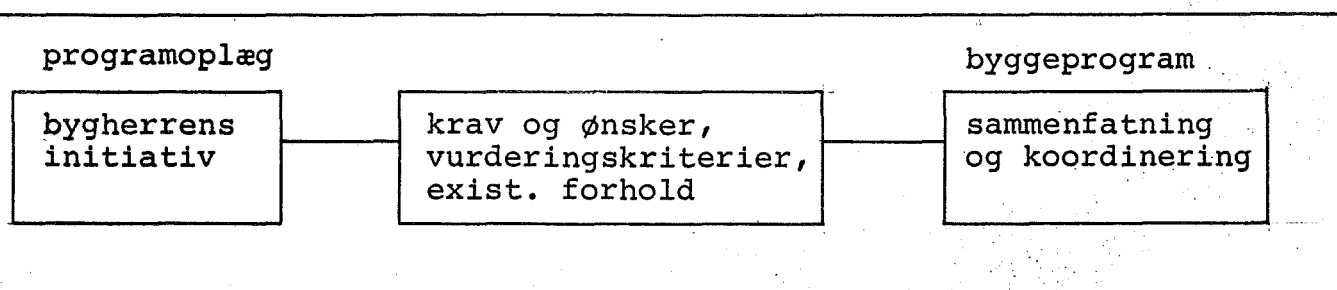 programoplæg
byggeprogram
bygherrens
initiativ
krav og ønsker,
vurderingskriterier,
exist. forhold
sammenfatning
og koordinering